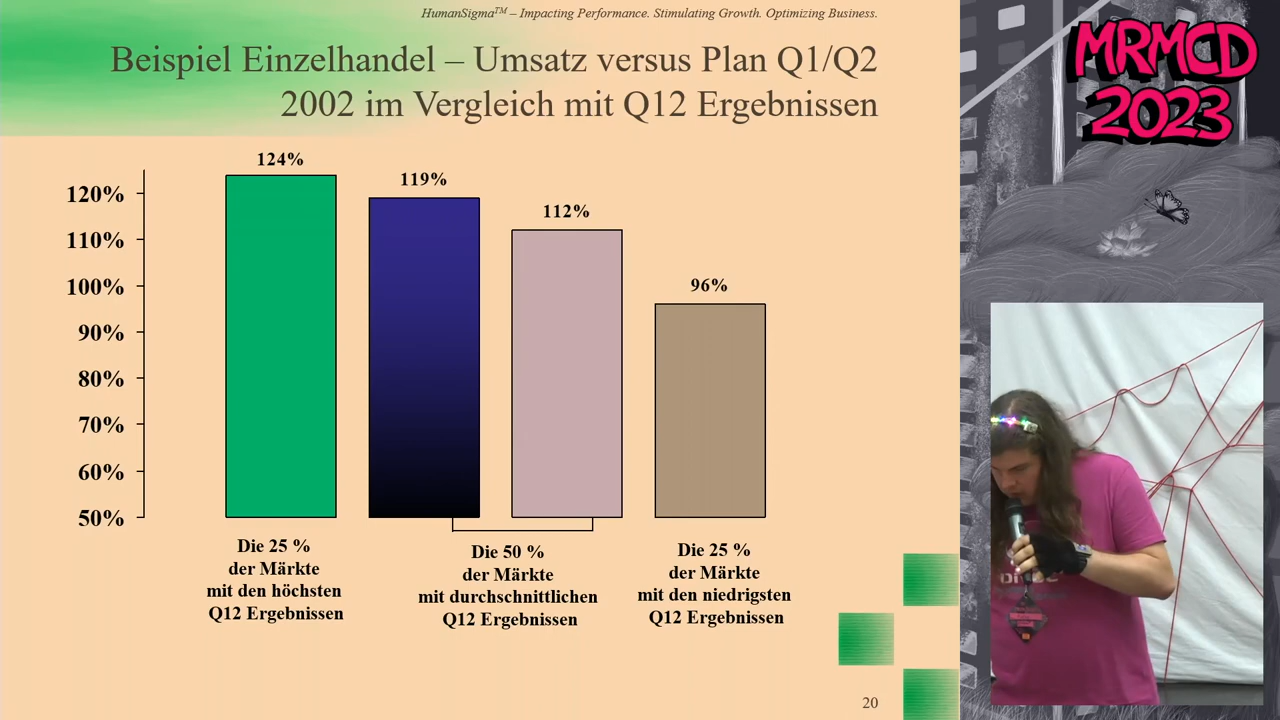 HumanSigma™ – Impacting Performance. Stimulating Growth. Optimizing Business.
Beispiel Einzelhandel – Umsatz versus Plan Q1/Q2
2002 im Vergleich mit Q12 Ergebnissen
MRMCD
2023
124%
119%
112%
96%
120%
110%
100%
90%
80%
70%
60%
50%
Die 25 %
der Märkte
mit den höchsten
Q12 Ergebnissen
Die 50 %
der Märkte
mit durchschnittlichen
Q12 Ergebnissen
Die 25 %
der Märkte
mit den niedrigsten
Q12 Ergebnissen
20